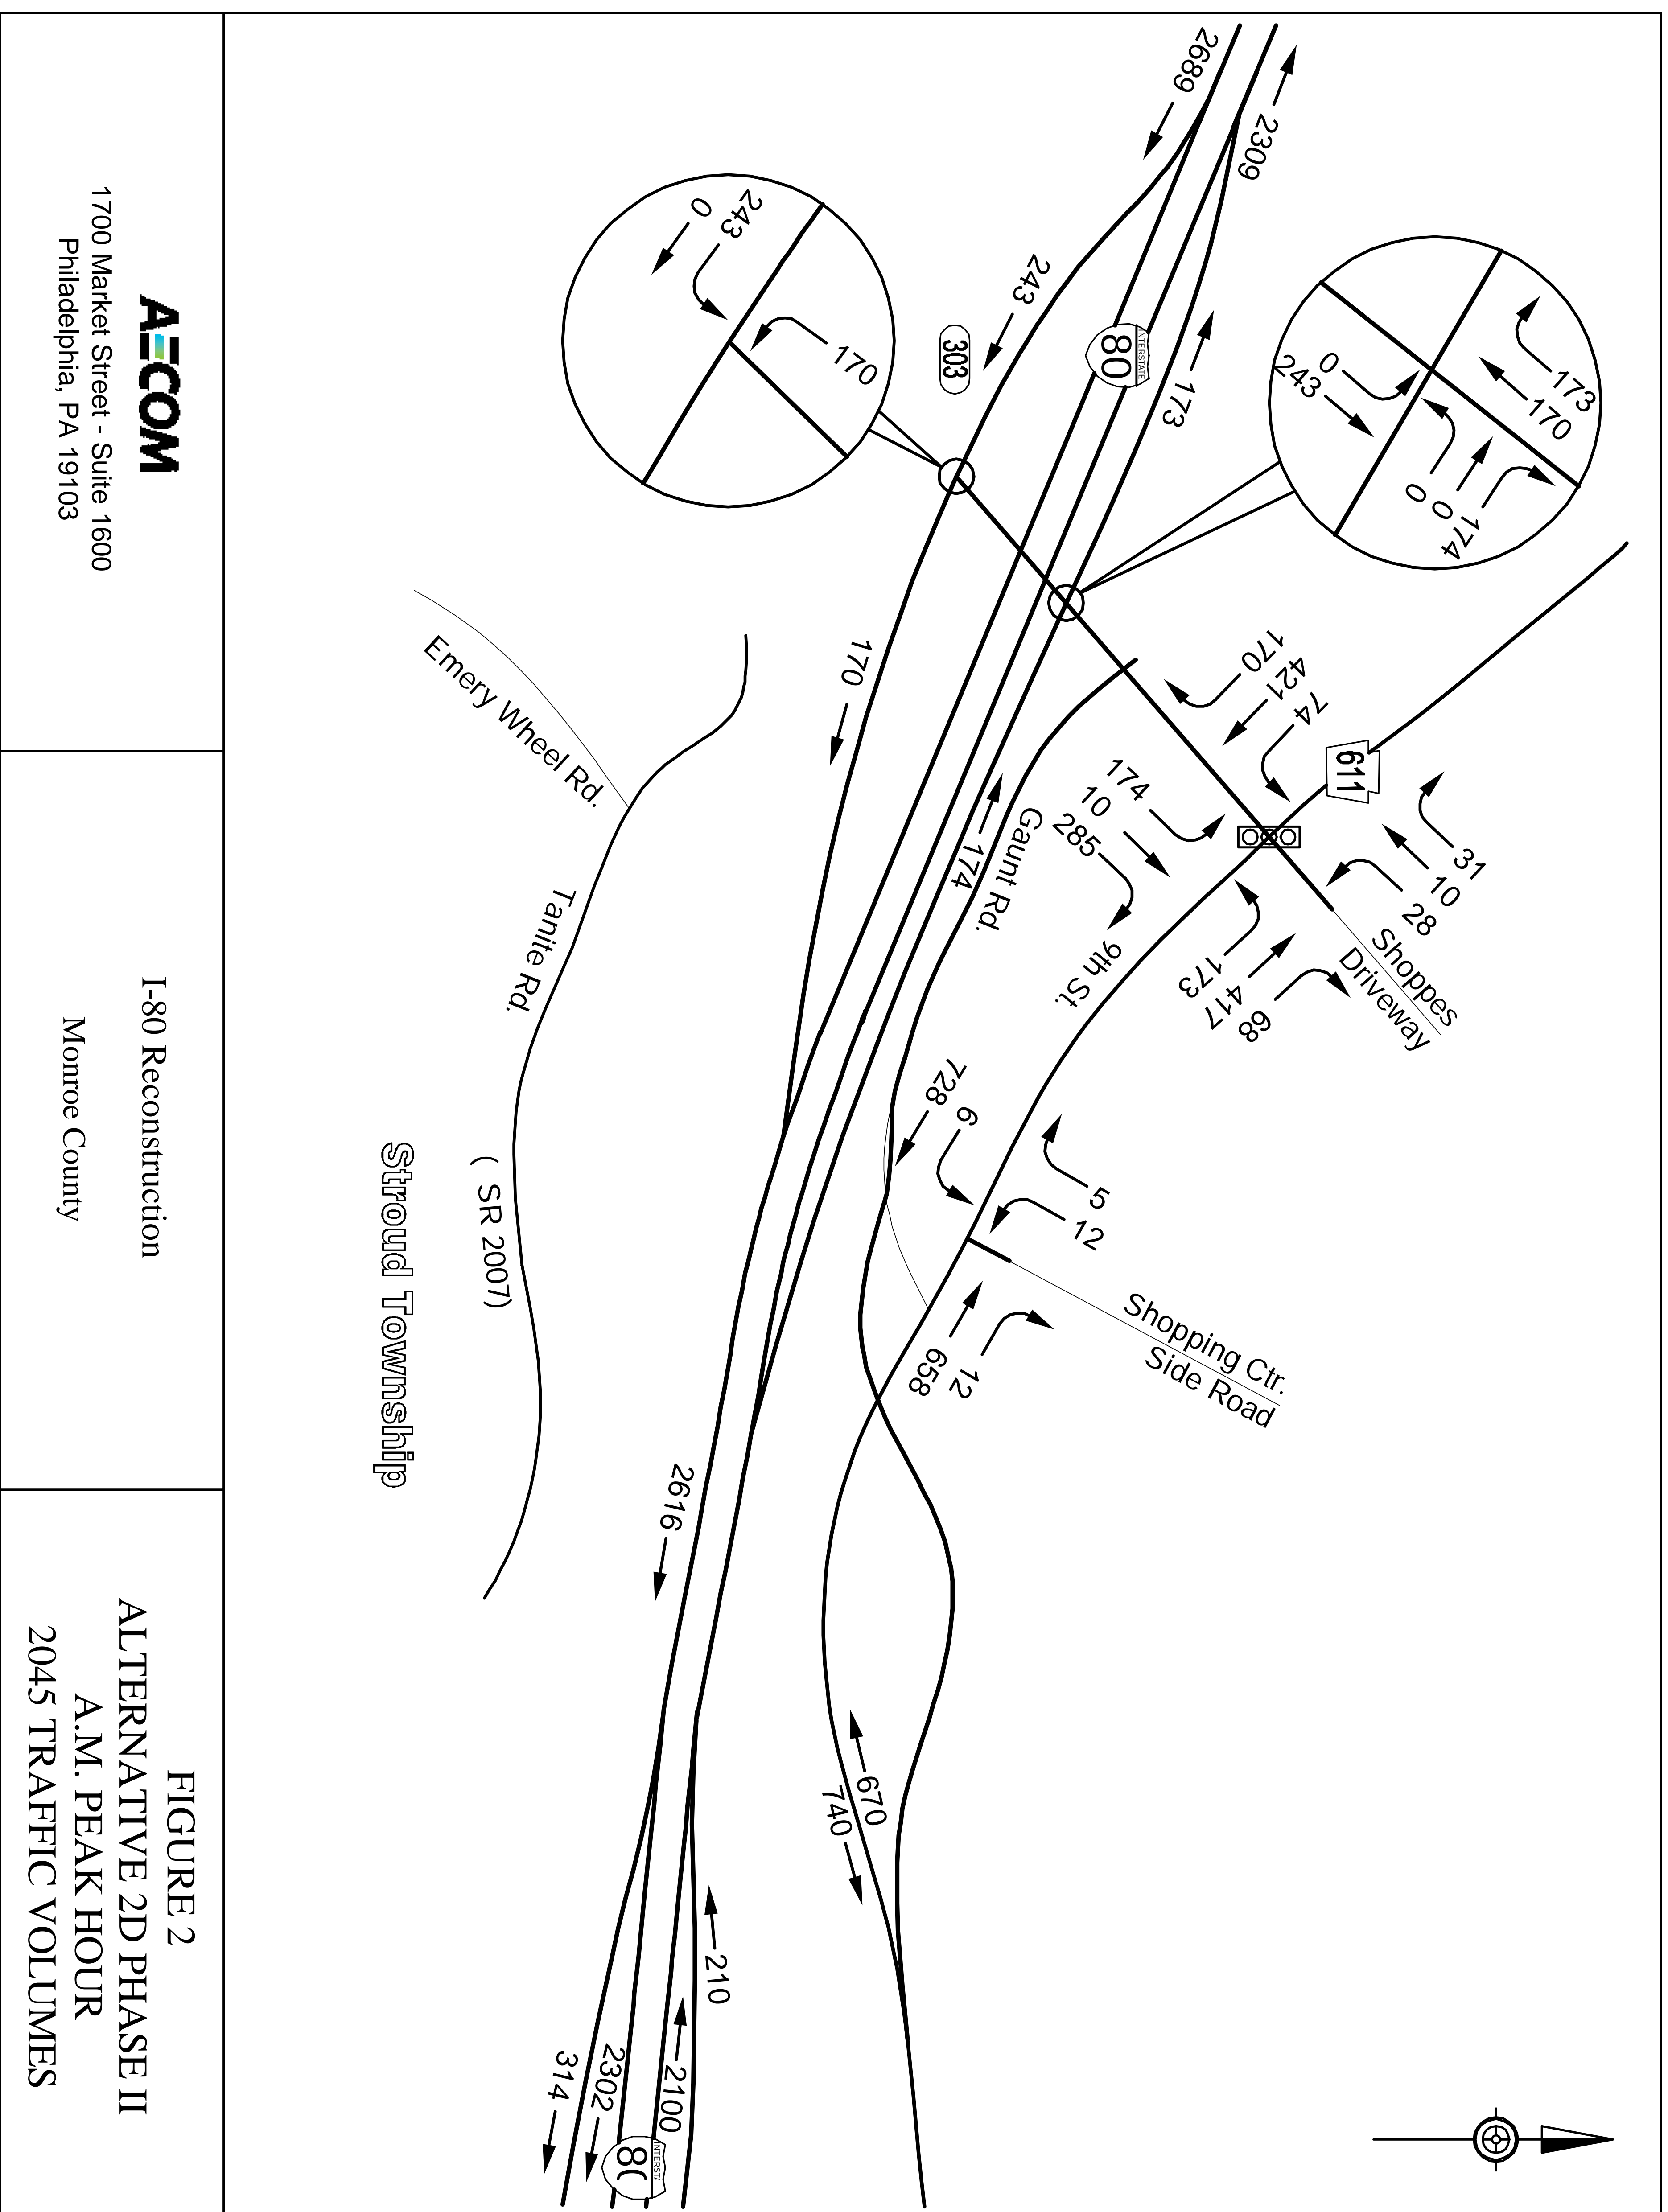 2689
2309
243
303
INTERSTATE
80
173
243
0
170
173
170
0
243
0
0
174
170
421
74
611
31
10
28
174
10
285
68
417
173
Shoppes
Driveway
9th St.
Gaunt Rd.
174
170
Emery Wheel Rd.
Tanite Rd.
( SR 2007)
Stroud Township
728
6
5
12
12
658
Shopping Ctr.
Side Road
2616
670
740
210
2100
2302
314
INTERST
80
AECOM
1700 Market Street - Suite 1600
Philadelphia, PA 19103
I-80 Reconstruction
Monroe County
FIGURE 2
ALTERNATIVE 2D PHASE II
A.M. PEAK HOUR
2045 TRAFFIC VOLUMES